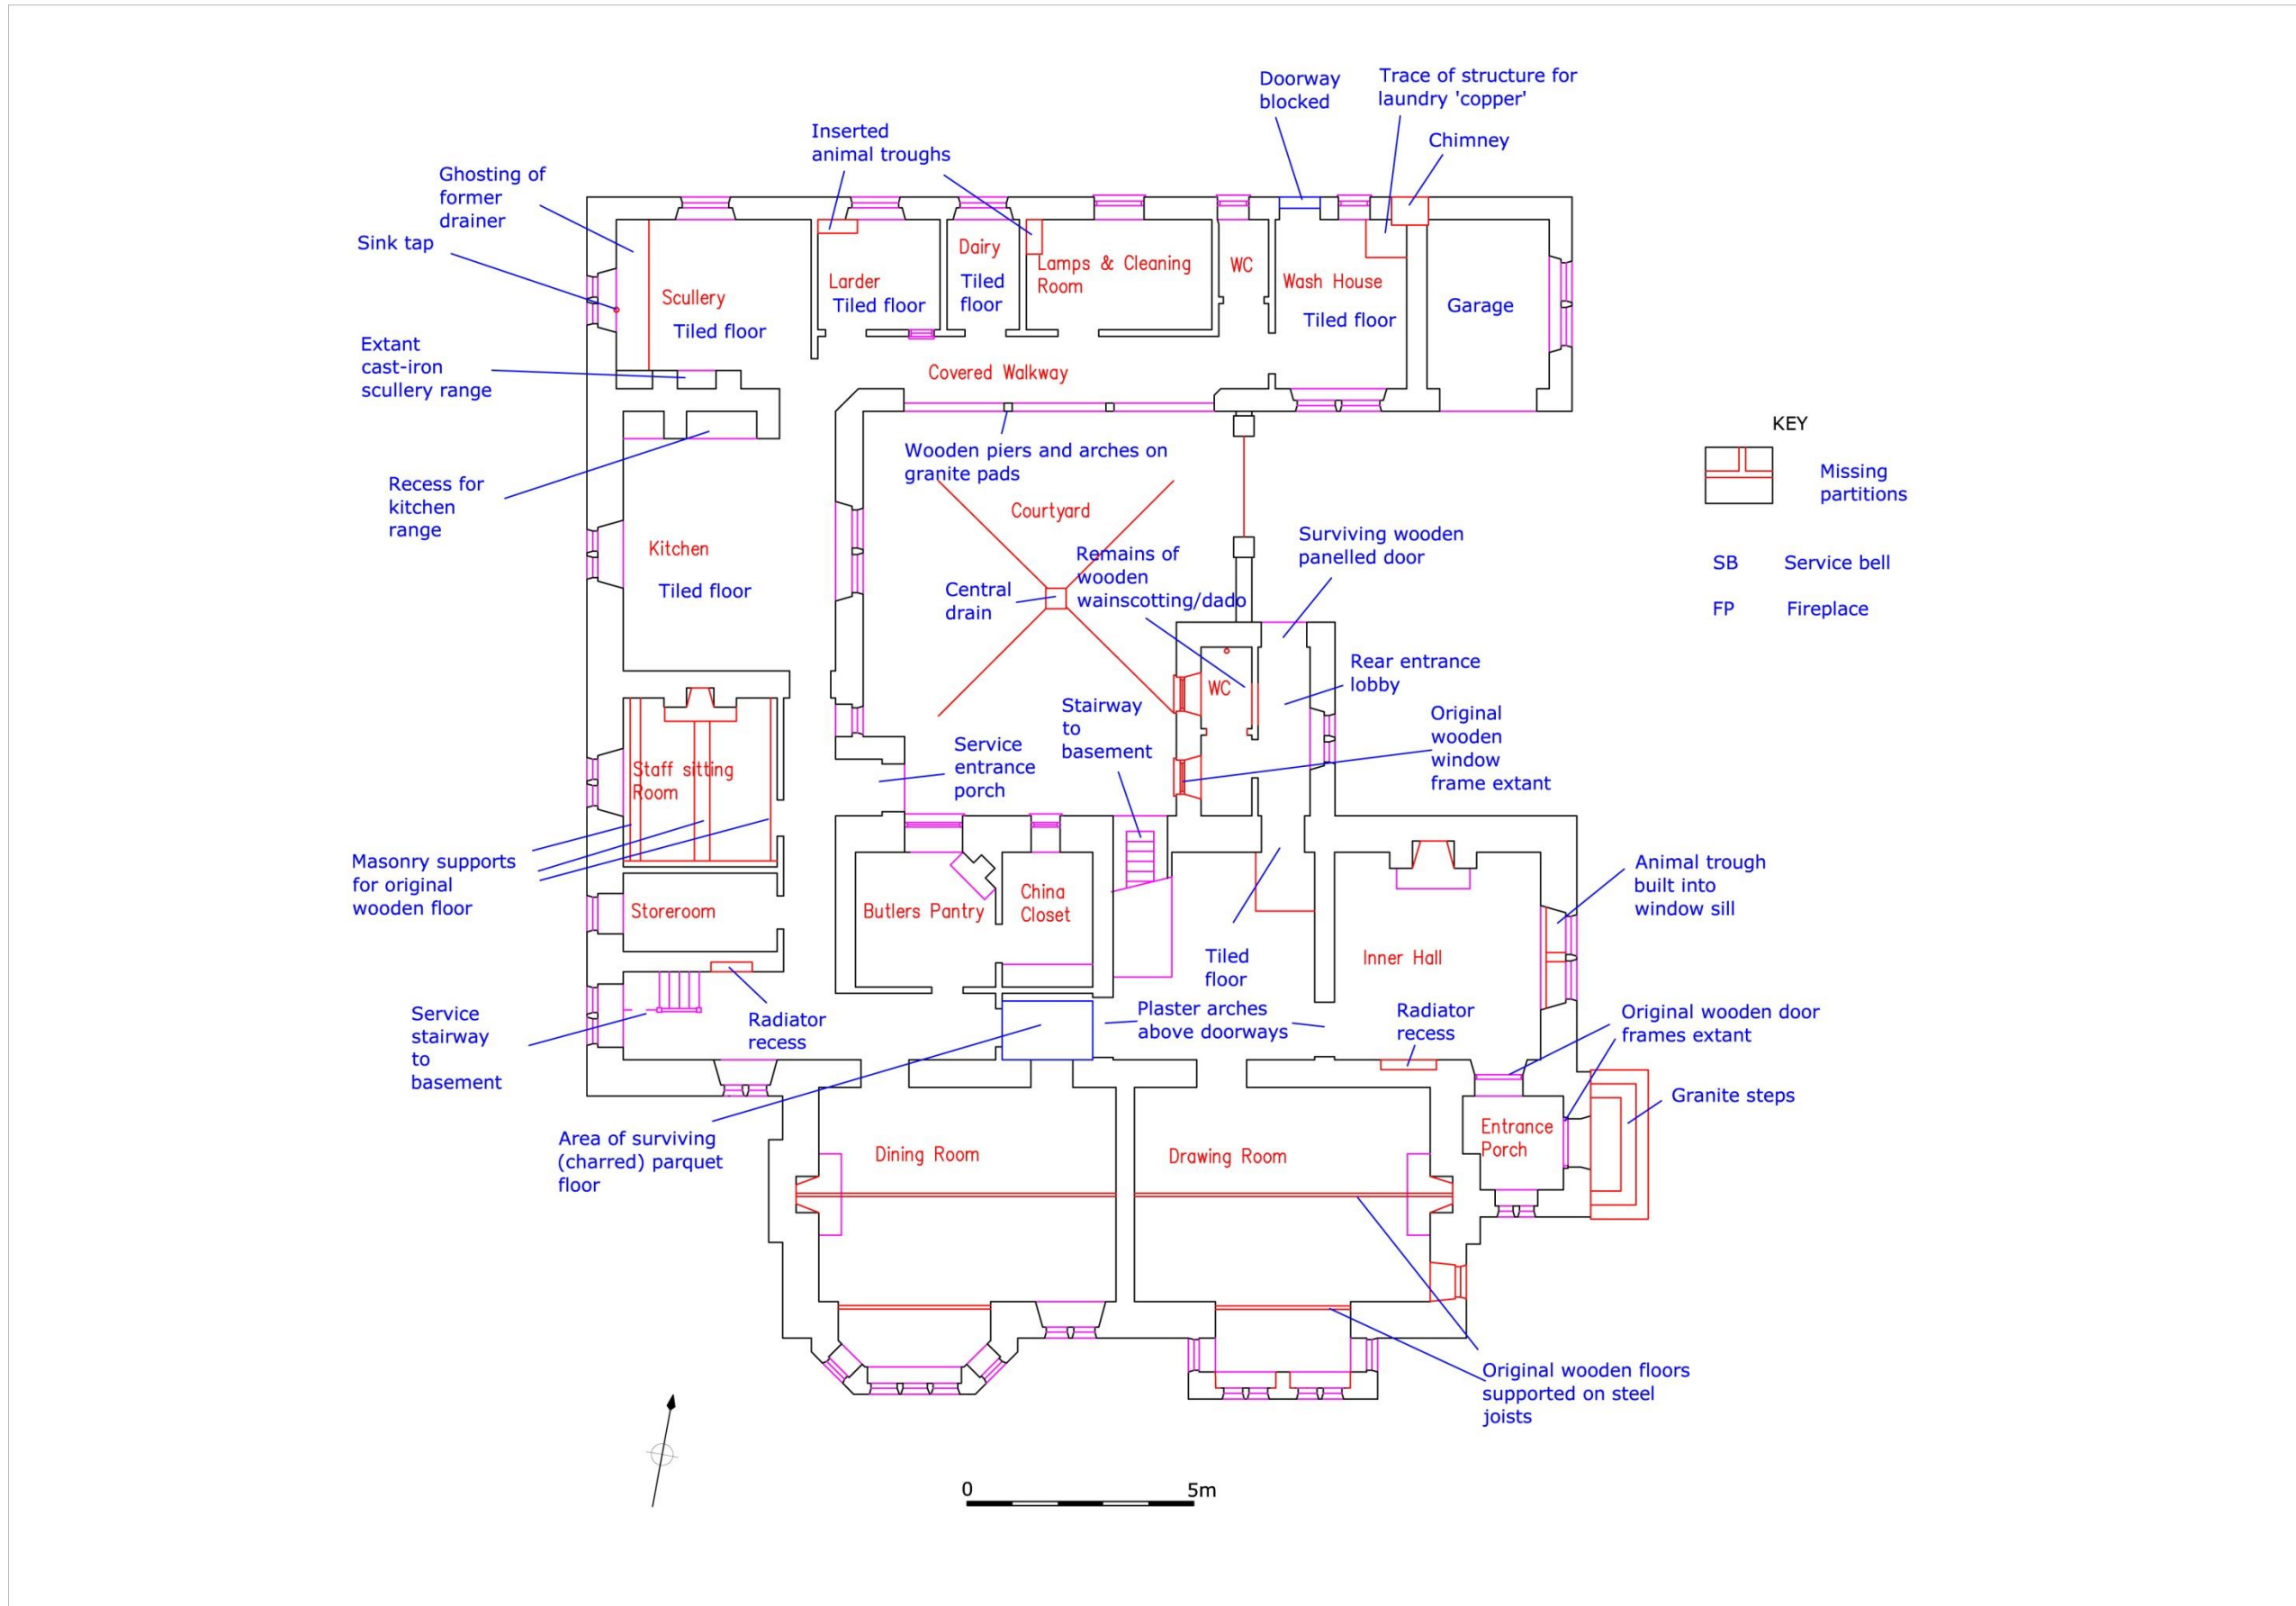 Doorway
blocked
Trace of structure for
laundry 'copper'
Chimney
Inserted
animal troughs
Ghosting of
former
drainer
Sink tap
Extant
cast-iron
scullery range
Scullery
Tiled floor
Larder
Tiled floor
Dairy
Tiled
floor
Lamps & Cleaning
Room
WC
Wash House
Tiled floor
Garage
Covered Walkway
Wooden piers and arches on
granite pads
Recess for
kitchen
range
Kitchen
Tiled floor
Courtyard
Central
drain
Remains of
wooden
wainscotting/dado
Surviving wooden
panelled door
KEY
Missing
partitions
SB Service bell
FP Fireplace
Rear entrance
lobby
WC
Original
wooden
window
frame extant
Stairway
to
basement
Service
entrance
porch
Staff sitting
Room
Masonry supports
for original
wooden floor
Storeroom
Butlers Pantry
China
Closet
Tiled
floor
Inner Hall
Animal trough
built into
window sill
Service
stairway
to
basement
Radiator
recess
Plaster arches
above doorways
Radiator
recess
Original wooden door
frames extant
Granite steps
Area of surviving
(charred) parquet
floor
Dining Room
Drawing Room
Entrance
Porch
Original wooden floors
supported on steel
joists
0 5m